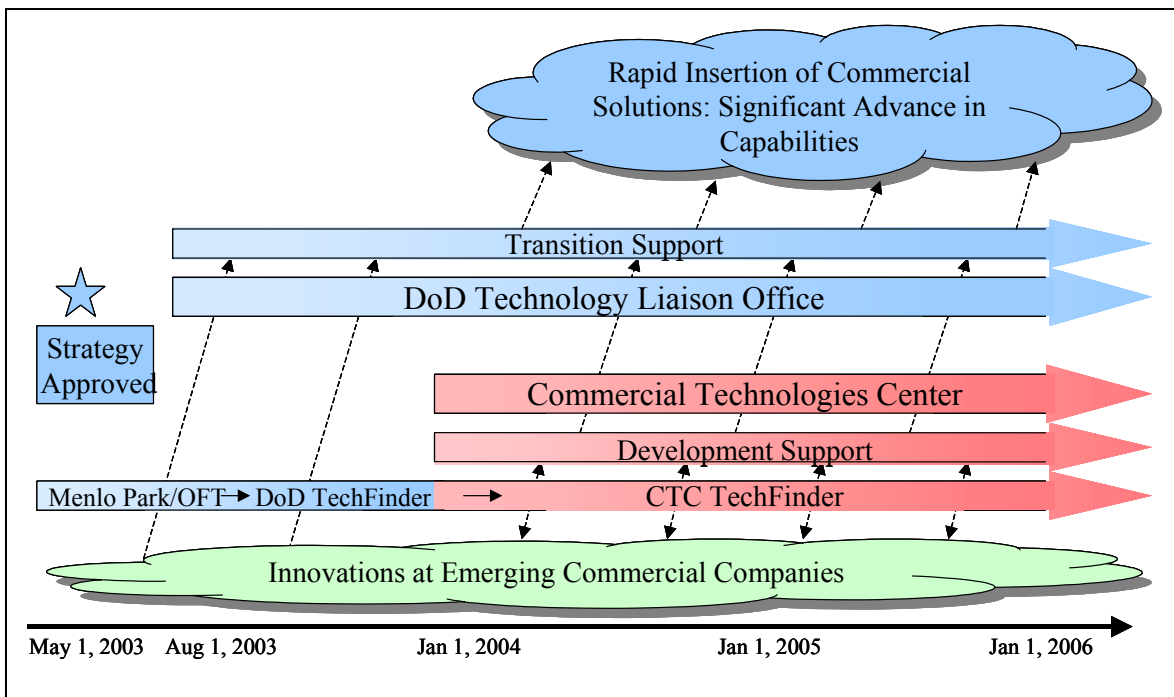 Rapid Insertion of Commercial
Solutions: Significant Advance in
Capabilities
Transition Support
DoD Technology Liaison Office
Strategy
Approved
Commercial Technologies Center
Development Support
Menlo Park/OFT → DoD TechFinder → CTC TechFinder
Innovations at Emerging Commercial Companies
May 1, 2003 Aug 1, 2003 Jan 1, 2004 Jan 1, 2005 Jan 1, 2006